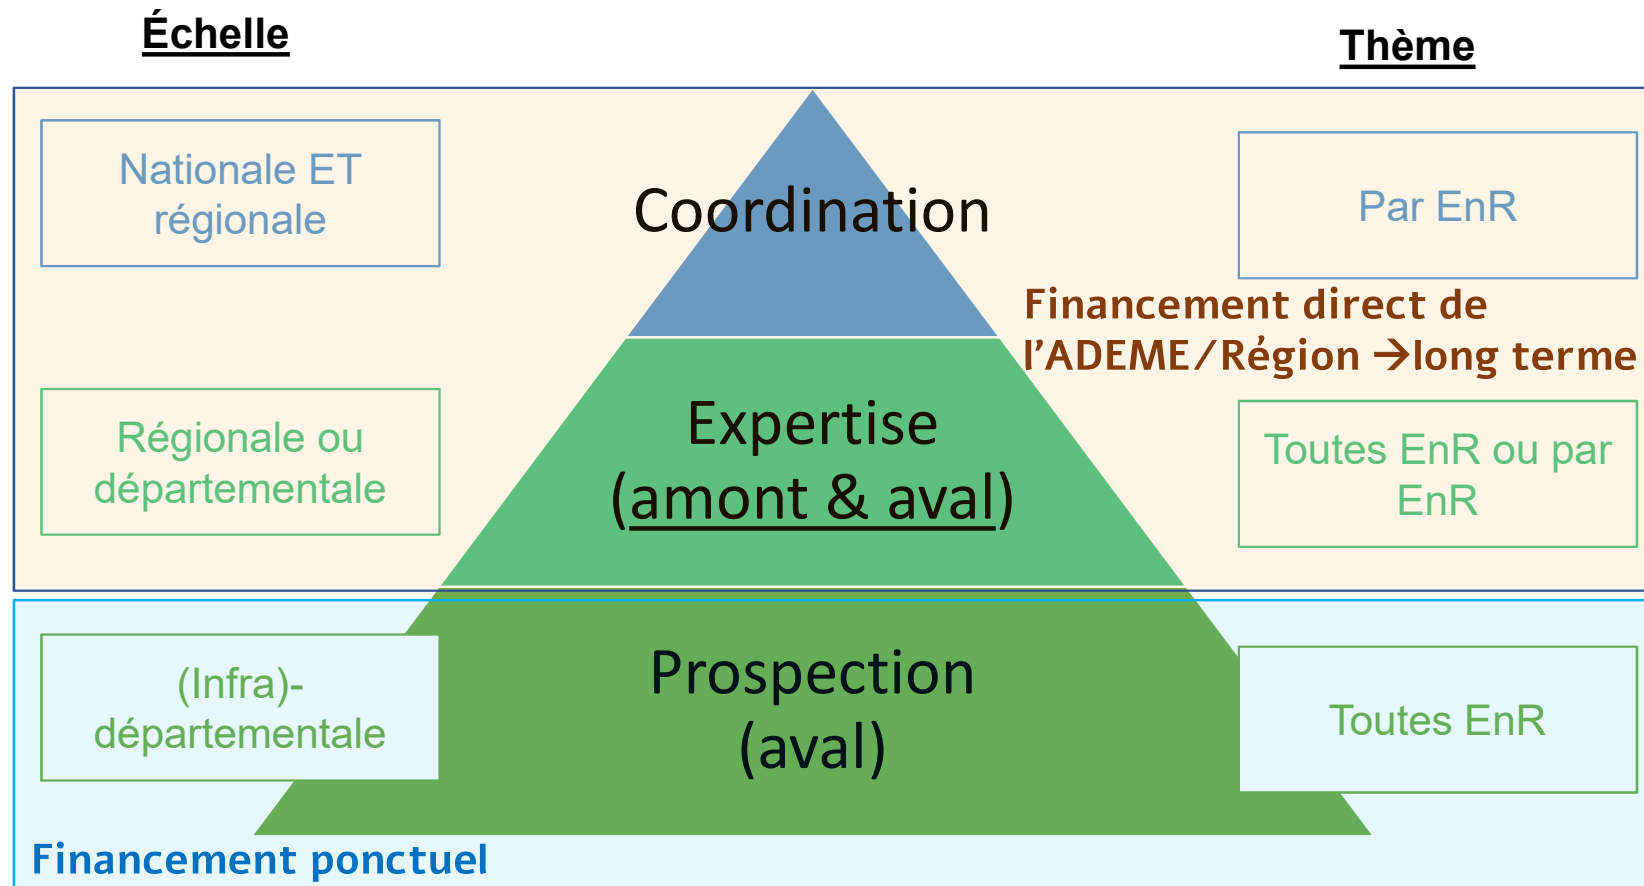 Échelle
Thème
Nationale ET
régionale
Coordination
Par EnR
Financement direct de
l'ADEME/Région →long terme
Régionale ou
départementale
Expertise
(amont & aval)
Toutes EnR ou par
EnR
(Infra)-
départementale
Prospection
(aval)
Toutes EnR
Financement ponctuel